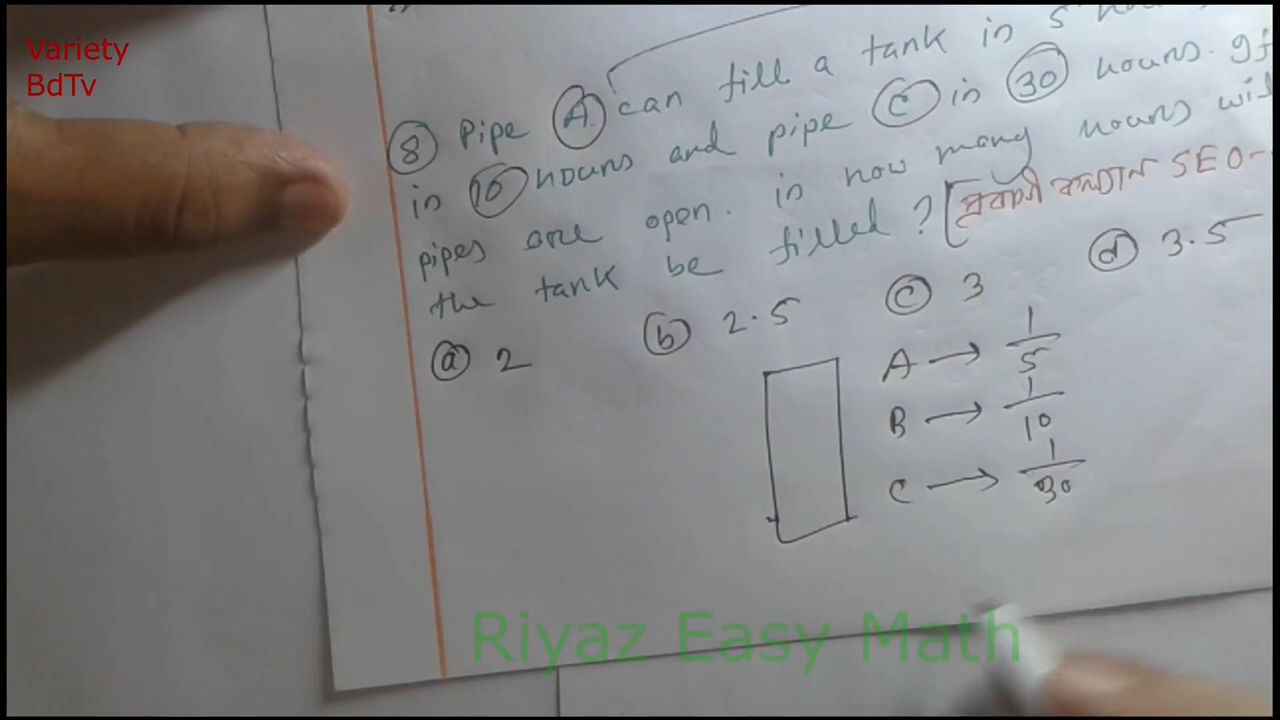 Variety
BdTv
⑧ Pipe Ⓐ can fill a tank in 5
in ⑩ hours and pipe Ⓒ in ㉚ hours. If
pipes are open. in how many hours will
the tank be filled ? [ SEO-
ⓐ 2 ⓑ 2.5 ⓒ 3 ⓓ 3.5
A → 1/5
B → 1/10
C → 1/30
Riyaz Easy Math